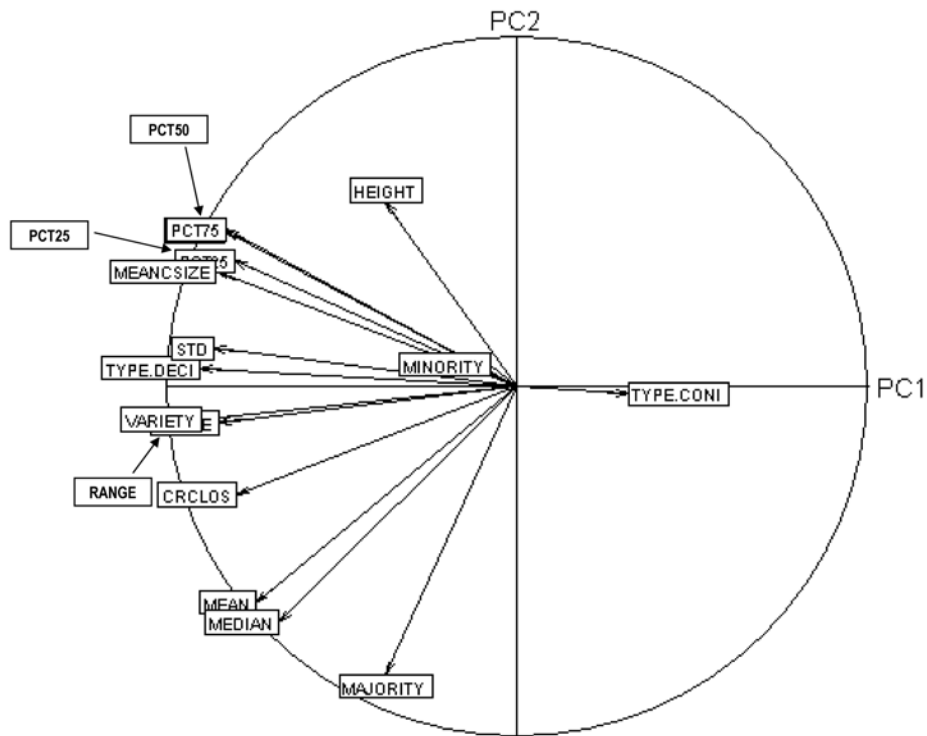 PC2
PCT50
HEIGHT
PCT75
PCT25
MEANCSIZE
STD
MINORITY
TYPE.DECI
PC1
TYPE.CONI
VARIETY
RANGE
CRCLOS
MEAN
MEDIAN
MAJORITY